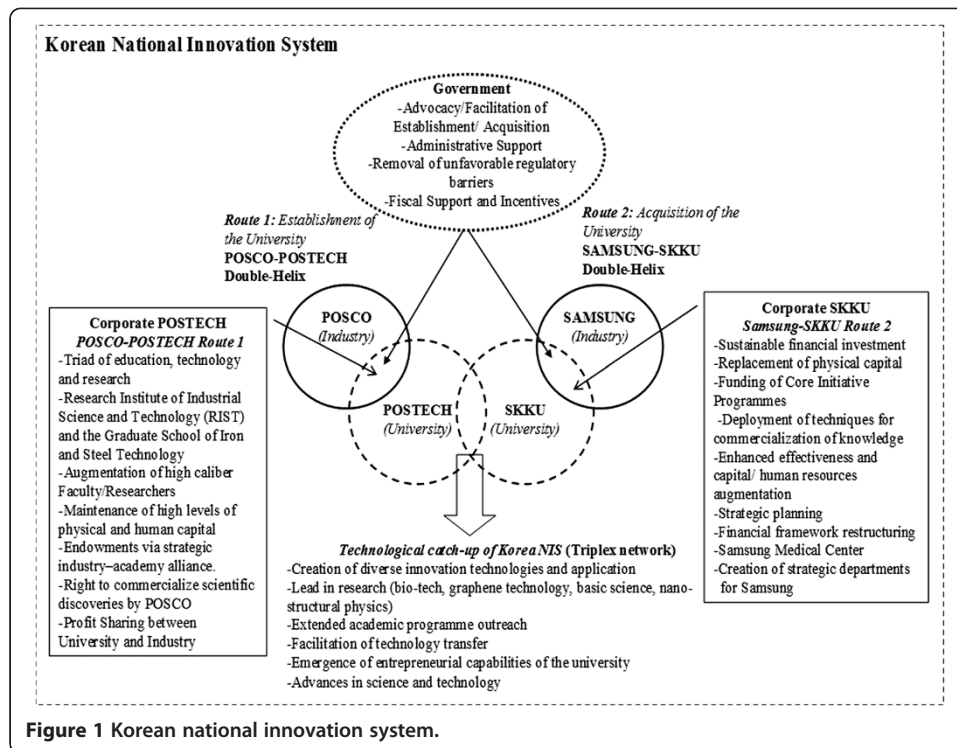 Korean National Innovation System
Government
-Advocacy/Facilitation of
Establishment/ Acquisition
-Administrative Support
-Removal of unfavorable regulatory
barriers
-Fiscal Support and Incentives
Route 1: Establishment of
the University
POSCO-POSTECH
Double-Helix
Route 2: Acquisition of the
University
SAMSUNG-SKKU
Double-Helix
Corporate POSTECH
POSCO-POSTECH Route 1
-Triad of education, technology
and research
-Research Institute of Industrial
Science and Technology (RIST)
and the Graduate School of Iron
and Steel Technology
-Augmentation of high caliber
Faculty/Researchers
-Maintenance of high levels of
physical and human capital
-Endowments via strategic
industry–academy alliance.
-Right to commercialize scientific
discoveries by POSCO
-Profit Sharing between
University and Industry
POSCO
(Industry)
SAMSUNG
(Industry)
POSTECH
(University)
SKKU
(University)
Corporate SKKU
Samsung-SKKU Route 2
-Sustainable financial investment
-Replacement of physical capital
-Funding of Core Initiative
Programmes
-Deployment of techniques for
commercialization of knowledge
-Enhanced effectiveness and
capital/ human resources
augmentation
-Strategic planning
-Financial framework restructuring
-Samsung Medical Center
-Creation of strategic departments
for Samsung
Technological catch-up of Korea NIS (Triplex network)
-Creation of diverse innovation technologies and application
-Lead in research (bio-tech, graphene technology, basic science, nano-
structural physics)
-Extended academic programme outreach
-Facilitation of technology transfer
-Emergence of entrepreneurial capabilities of the university
-Advances in science and technology
Figure 1 Korean national innovation system.